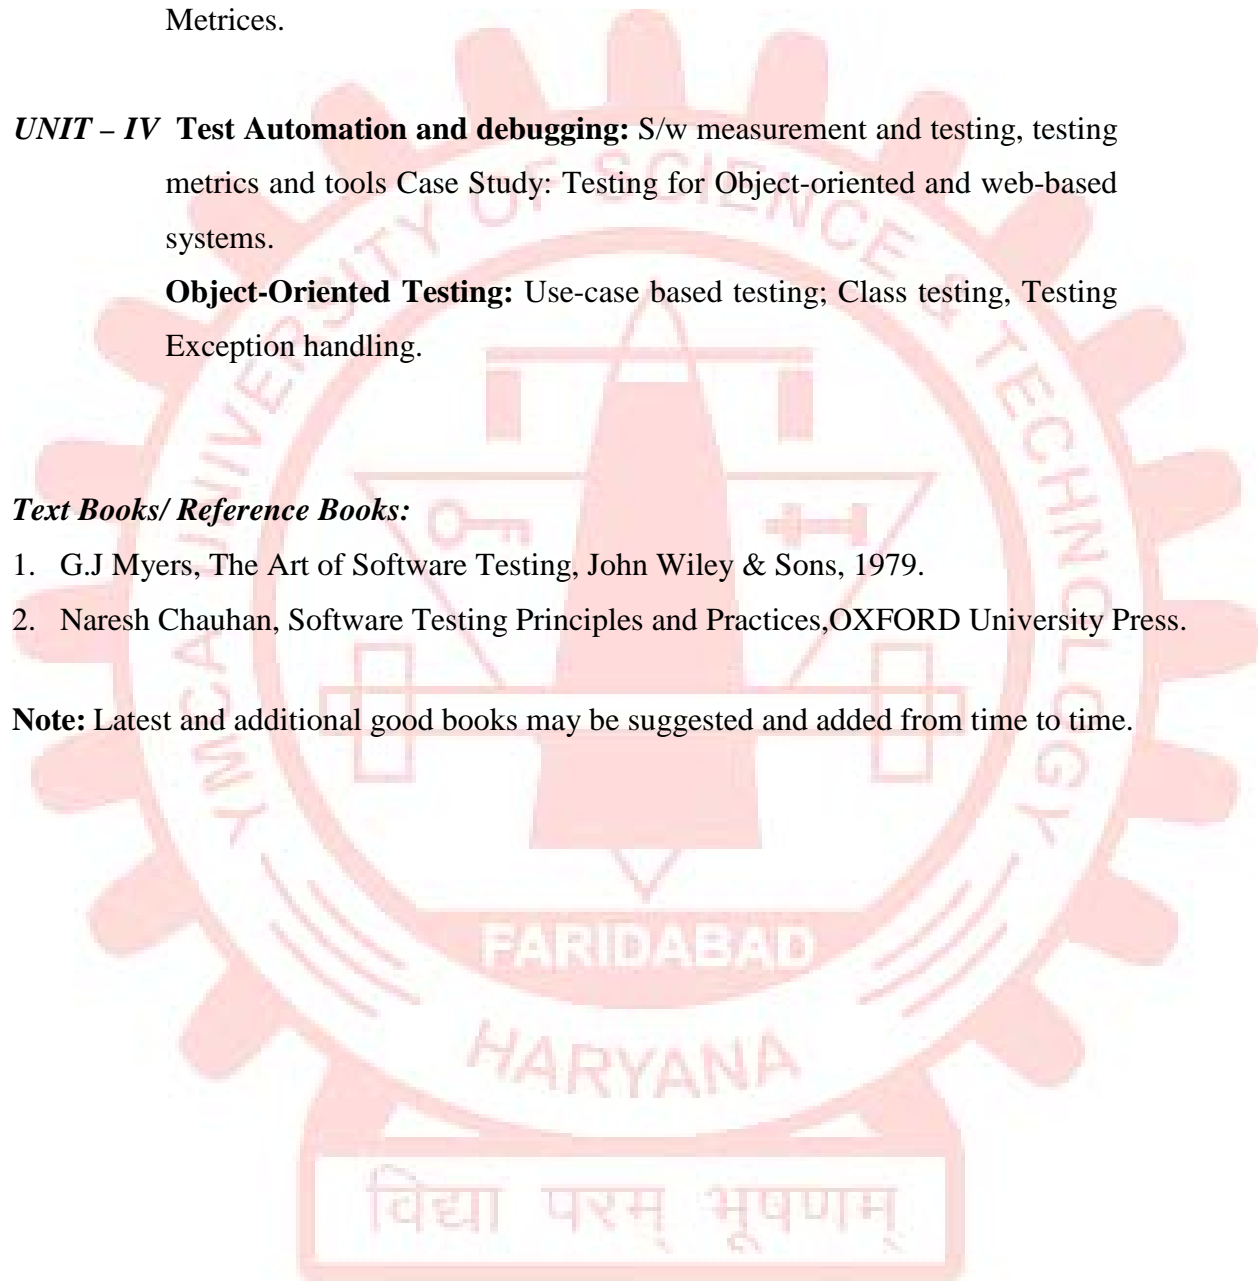 Metrices.
UNIT – IV Test Automation and debugging: S/w measurement and testing, testing
metrics and tools Case Study: Testing for Object-oriented and web-based
systems.
Object-Oriented Testing: Use-case based testing; Class testing, Testing
Exception handling.
Text Books/ Reference Books:
1. G.J Myers, The Art of Software Testing, John Wiley & Sons, 1979.
2. Naresh Chauhan, Software Testing Principles and Practices,OXFORD University Press.
Note: Latest and additional good books may be suggested and added from time to time.
YMCA UNIVERSITY OF SCIENCE & TECHNOLOGY
FARIDABAD
HARYANA
विद्या परम् भूषणम्